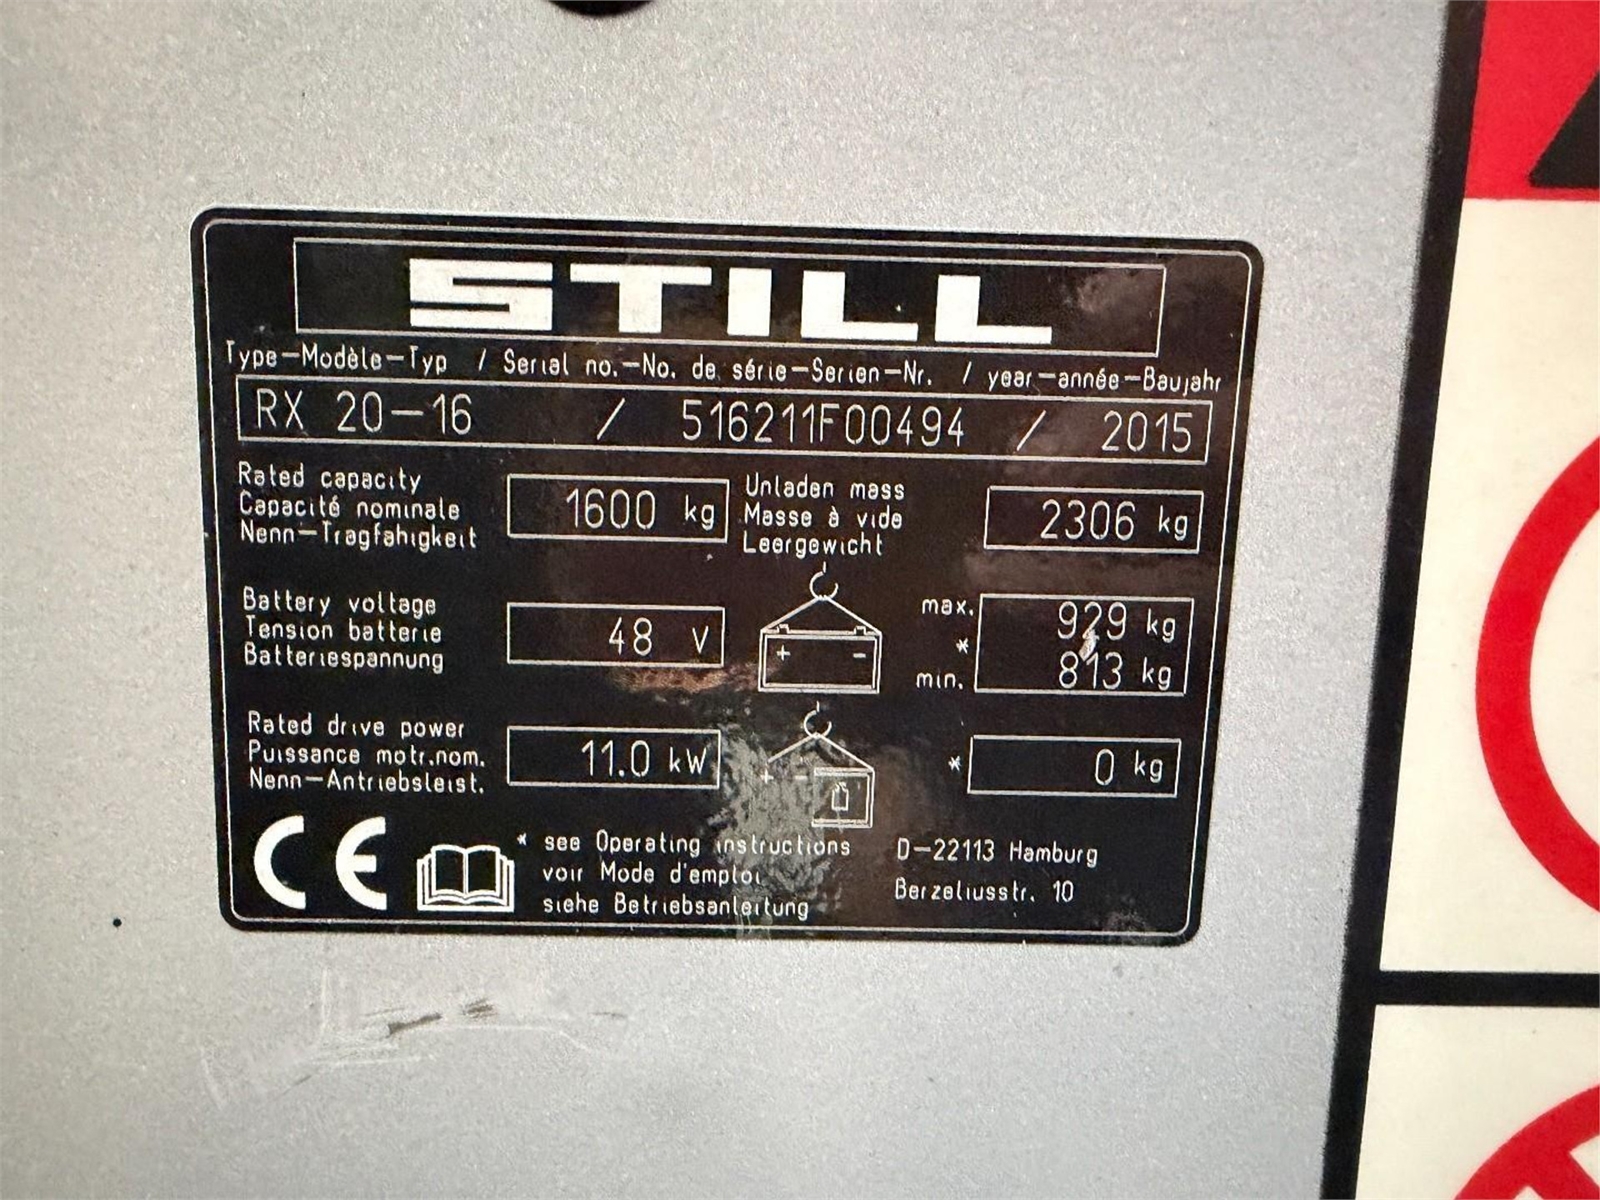 STILL
Type-Modèle-Typ / Serial no.-No. de série-Serien-Nr. / year-année-Baujahr
RX 20-16 / 516211F00494 / 2015
Rated capacity
Capacité nominale
Nenn-Tragfahigkeit
1600 kg
Unladen mass
Masse à vide
Leergewicht
2306 kg
Battery voltage
Tension batterie
Batteriespannung
48 V
+ -
max. 929 kg
*
min. 813 kg
Rated drive power
Puissance motr.nom.
Nenn-Antriebsleist.
11.0 kW
+ -
* 0 kg
CE
* see Operating instructions
voir Mode d'emploi
siehe Betriebsanleitung
D-22113 Hamburg
Berzeliusstr. 10